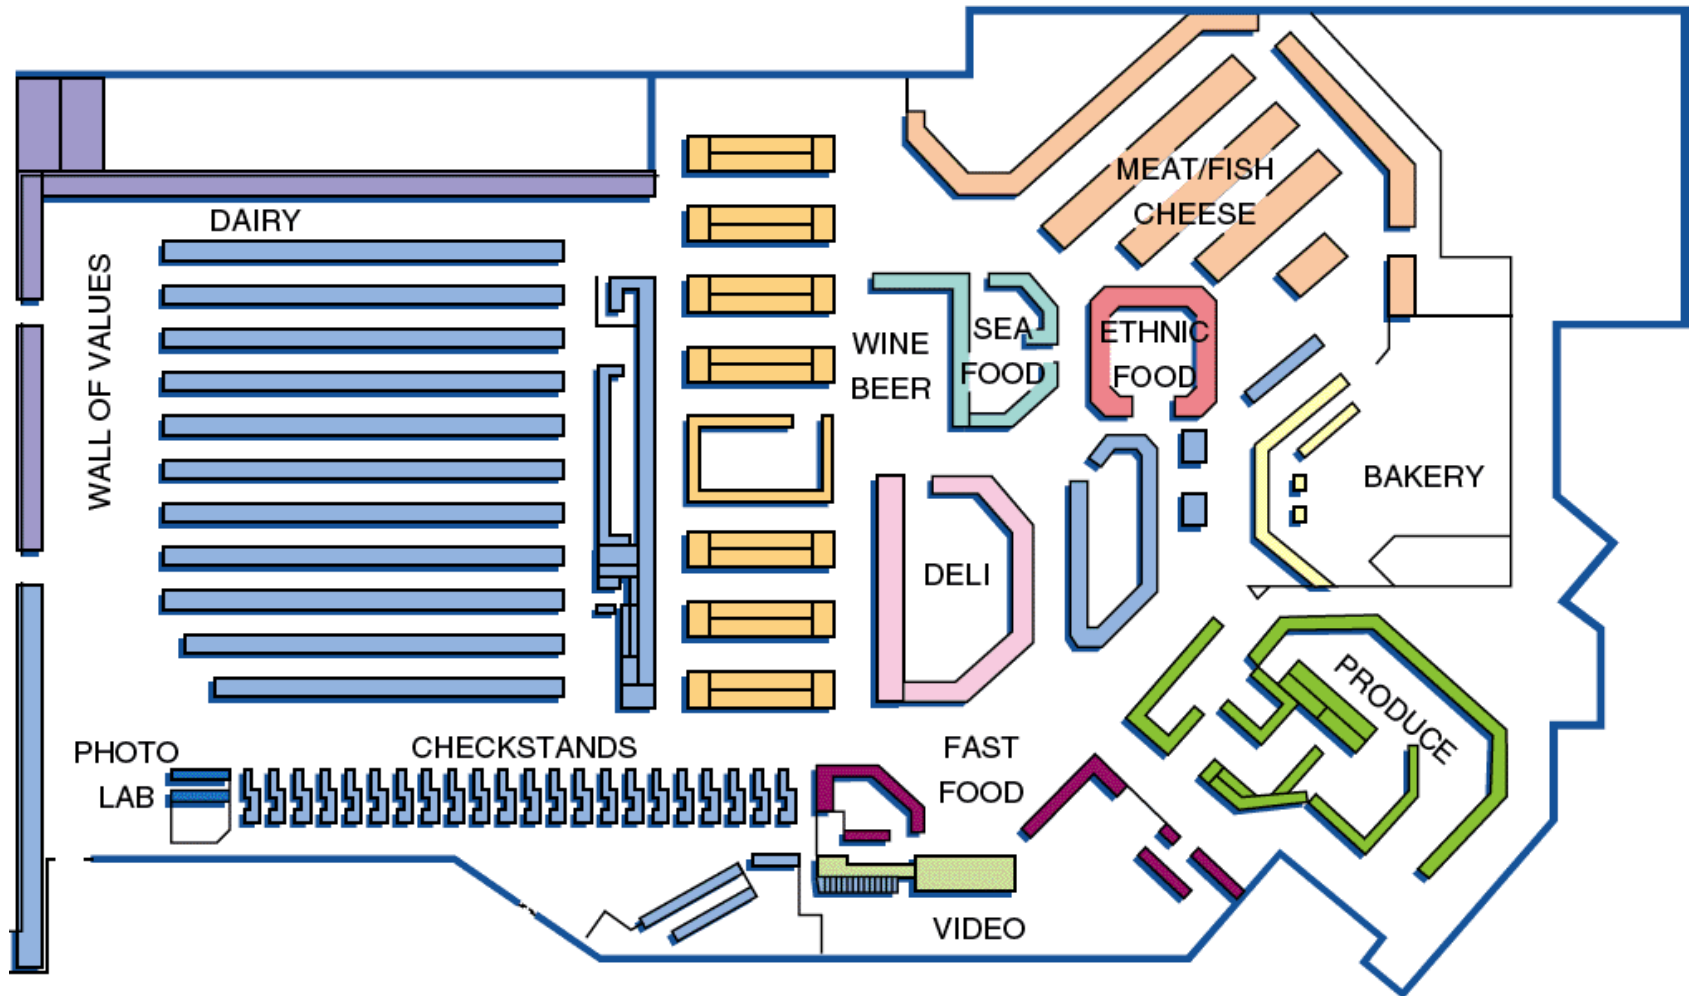 DAIRY
WALL OF VALUES
MEAT/FISH
CHEESE
WINE
BEER
SEA
FOOD
ETHNIC
FOOD
BAKERY
DELI
PRODUCE
PHOTO
LAB
CHECKSTANDS
FAST
FOOD
VIDEO